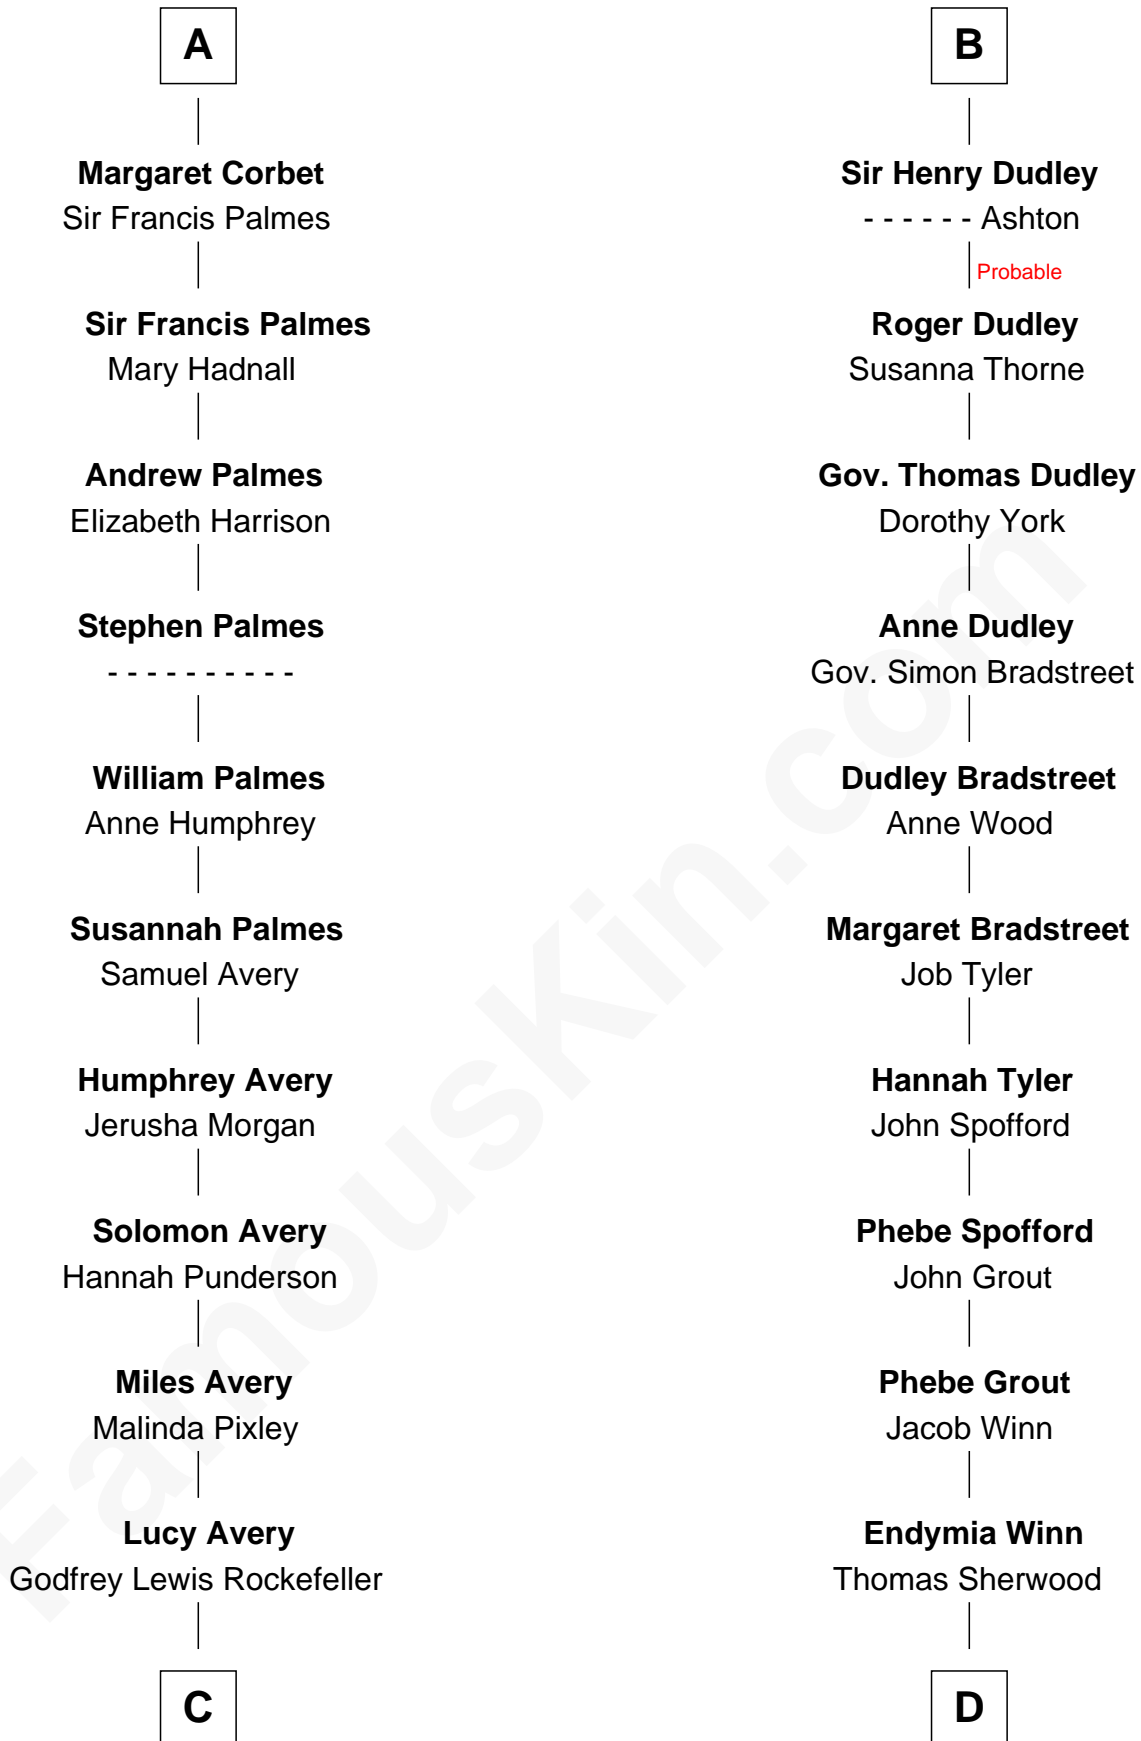 A
Margaret Corbet
Sir Francis Palmes
Sir Francis Palmes
Mary Hadnall
Andrew Palmes
Elizabeth Harrison
Stephen Palmes
- - - - - - - - - -
William Palmes
Anne Humphrey
Susannah Palmes
Samuel Avery
Humphrey Avery
Jerusha Morgan
Solomon Avery
Hannah Punderson
Miles Avery
Malinda Pixley
Lucy Avery
Godfrey Lewis Rockefeller
C
B
Sir Henry Dudley
- - - - - - Ashton
Probable
Roger Dudley
Susanna Thorne
Gov. Thomas Dudley
Dorothy York
Anne Dudley
Gov. Simon Bradstreet
Dudley Bradstreet
Anne Wood
Margaret Bradstreet
Job Tyler
Hannah Tyler
John Spofford
Phebe Spofford
John Grout
Phebe Grout
Jacob Winn
Endymia Winn
Thomas Sherwood
D
FamousKin.com